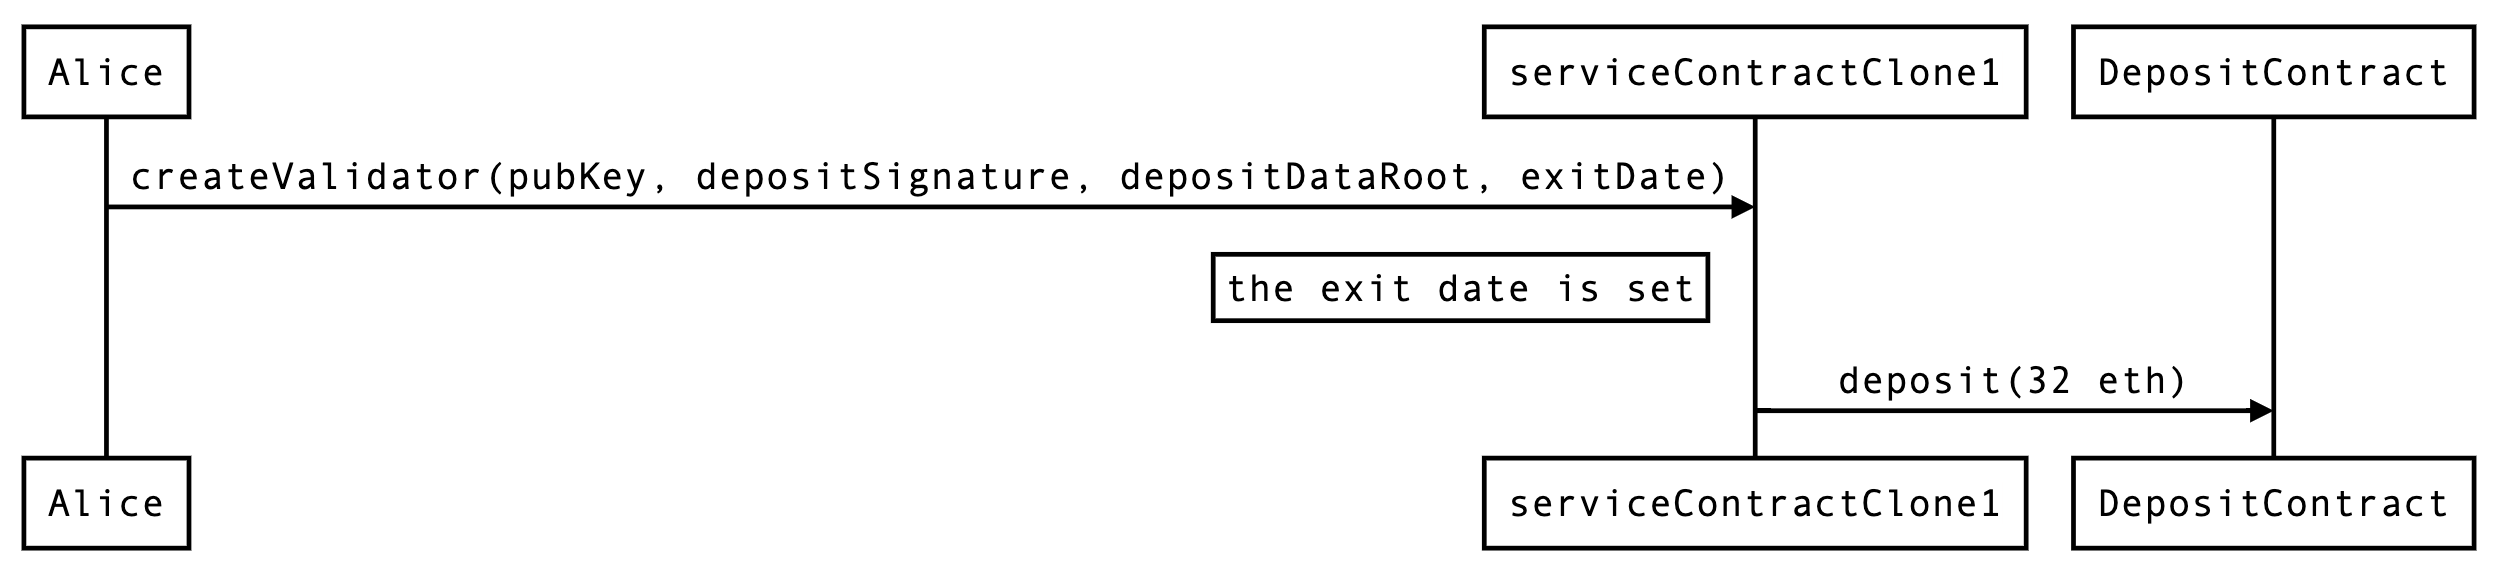 Alice
serviceContractClone1
DepositContract
createValidator(pubKey, depositSignature, depositDataRoot, exitDate)
the exit date is set
deposit(32 eth)
Alice
serviceContractClone1
DepositContract